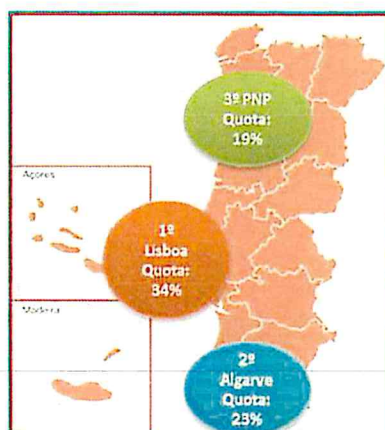 3º PNP
Quota:
19%
Açores
1º
Lisboa
Quota:
34%
Madeira
2º
Algarve
Quota:
23%